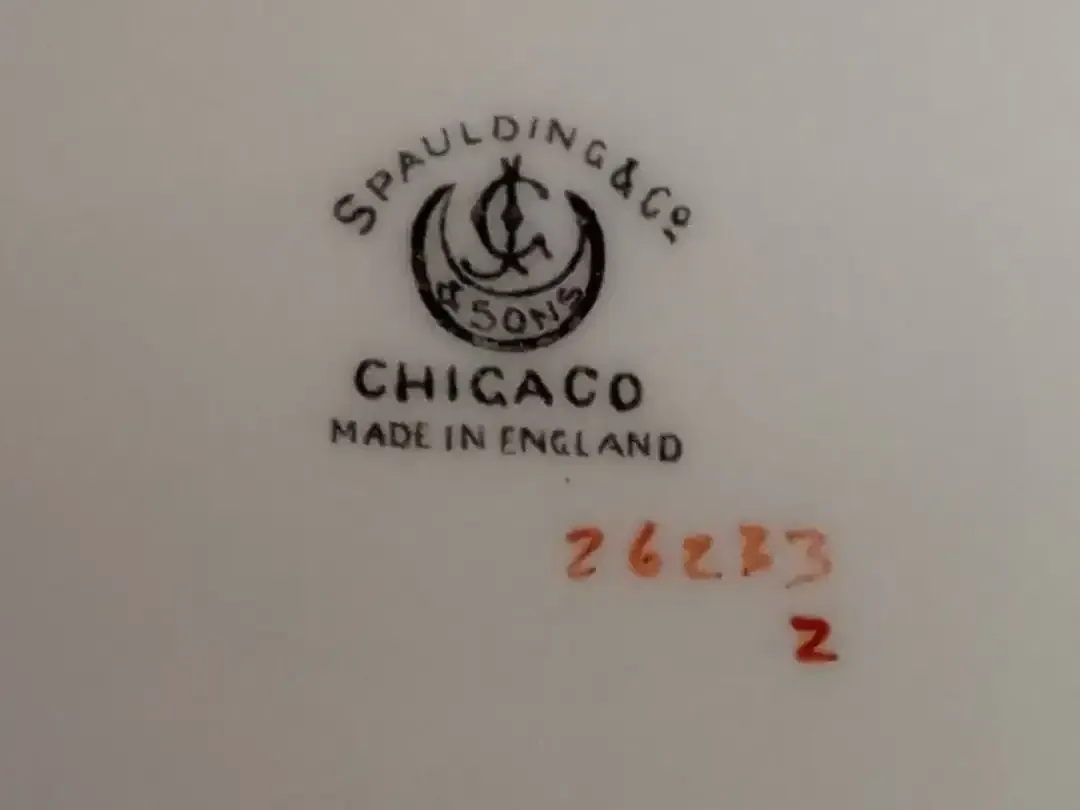 SPAULDING & Co.
& SONS
CHICAGO
MADE IN ENGLAND
26233
2